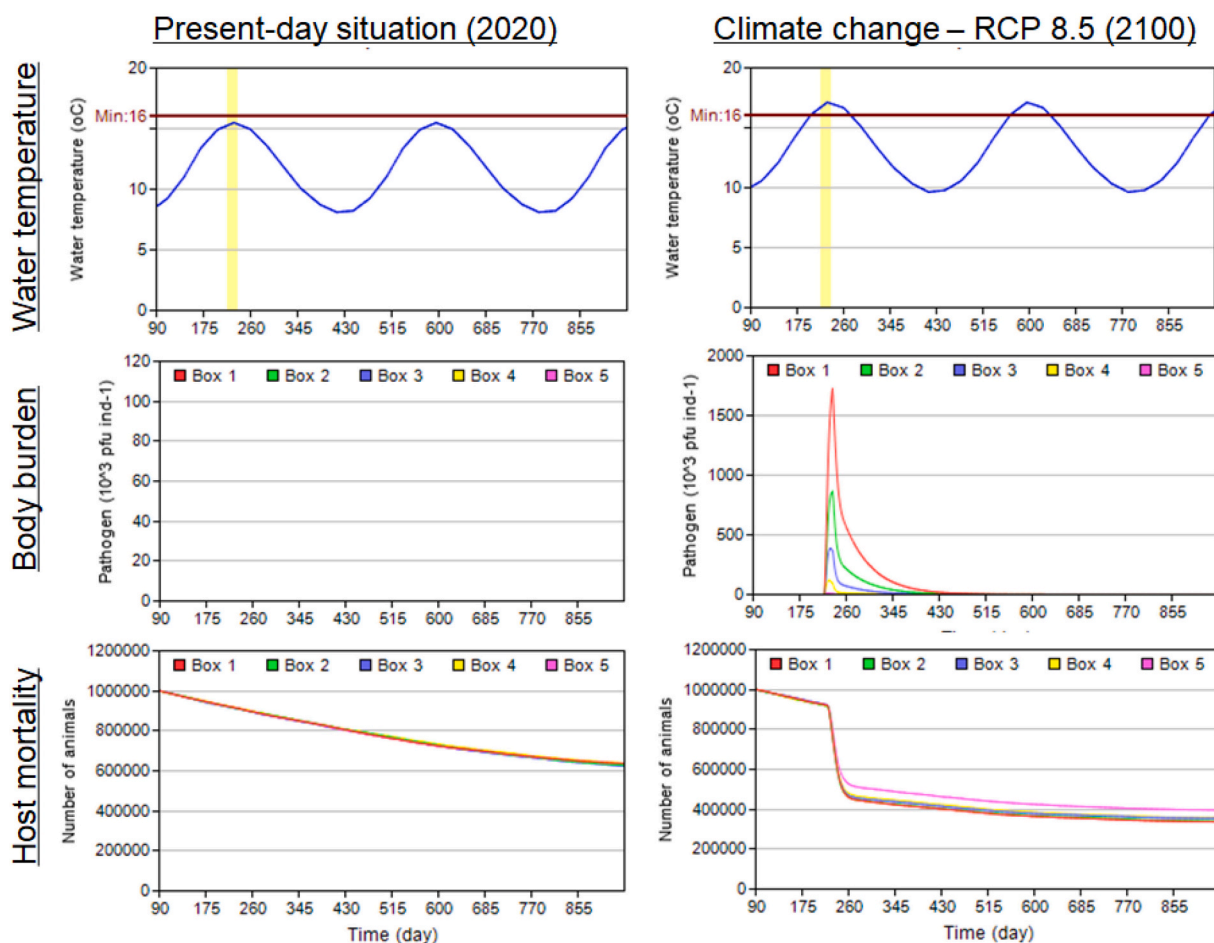 Present-day situation (2020)
Climate change – RCP 8.5 (2100)
Water temperature
Water temperature (oC)
20
Min:16
10
5
0
90 175 260 345 430 515 600 685 770 855
Water temperature (oC)
20
Min:16
10
5
0
90 175 260 345 430 515 600 685 770 855
Body burden
Pathogen (10^3 pfu ind-1)
120
Box 1 Box 2 Box 3 Box 4 Box 5
100
80
60
40
20
0
90 175 260 345 430 515 600 685 770 855
Pathogen (10^3 pfu ind-1)
2000
Box 1 Box 2 Box 3 Box 4 Box 5
1500
1000
500
0
90 175 260 345 430 515 600 685 770 855
Host mortality
Number of animals
1200000
Box 1 Box 2 Box 3 Box 4 Box 5
1000000
800000
600000
400000
200000
0
90 175 260 345 430 515 600 685 770 855
Time (day)
Number of animals
1200000
Box 1 Box 2 Box 3 Box 4 Box 5
1000000
800000
600000
400000
200000
0
90 175 260 345 430 515 600 685 770 855
Time (day)